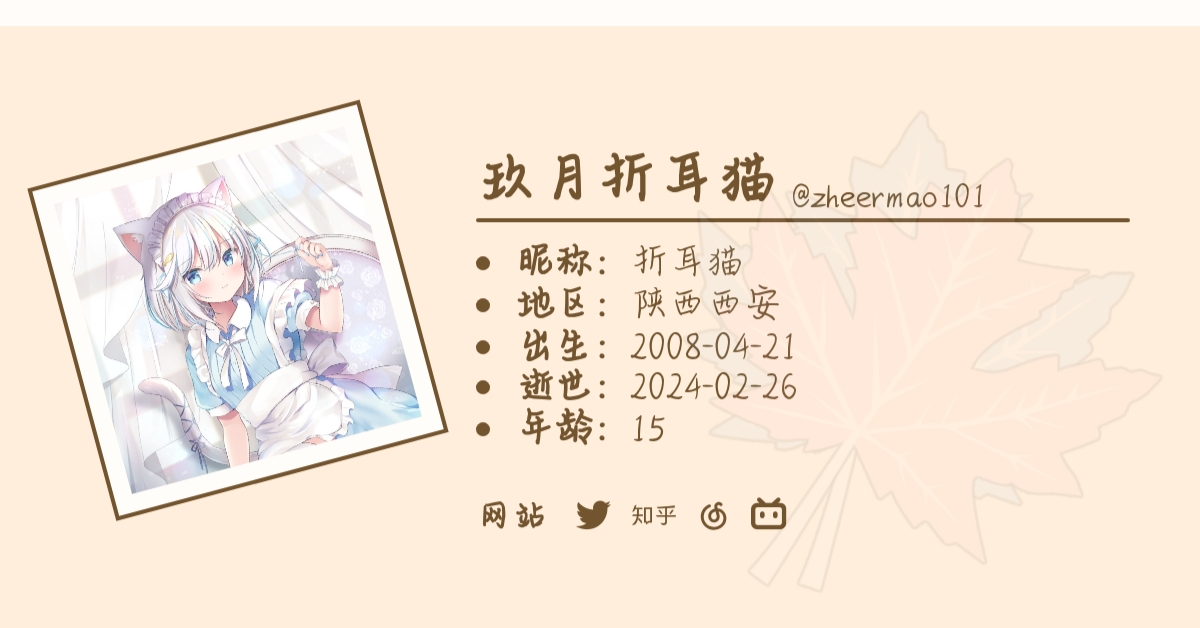 玖月折耳猫 @zheermao101
昵称：折耳猫
地区：陕西西安
出生：2008-04-21
逝世：2024-02-26
年龄：15
网站 知乎